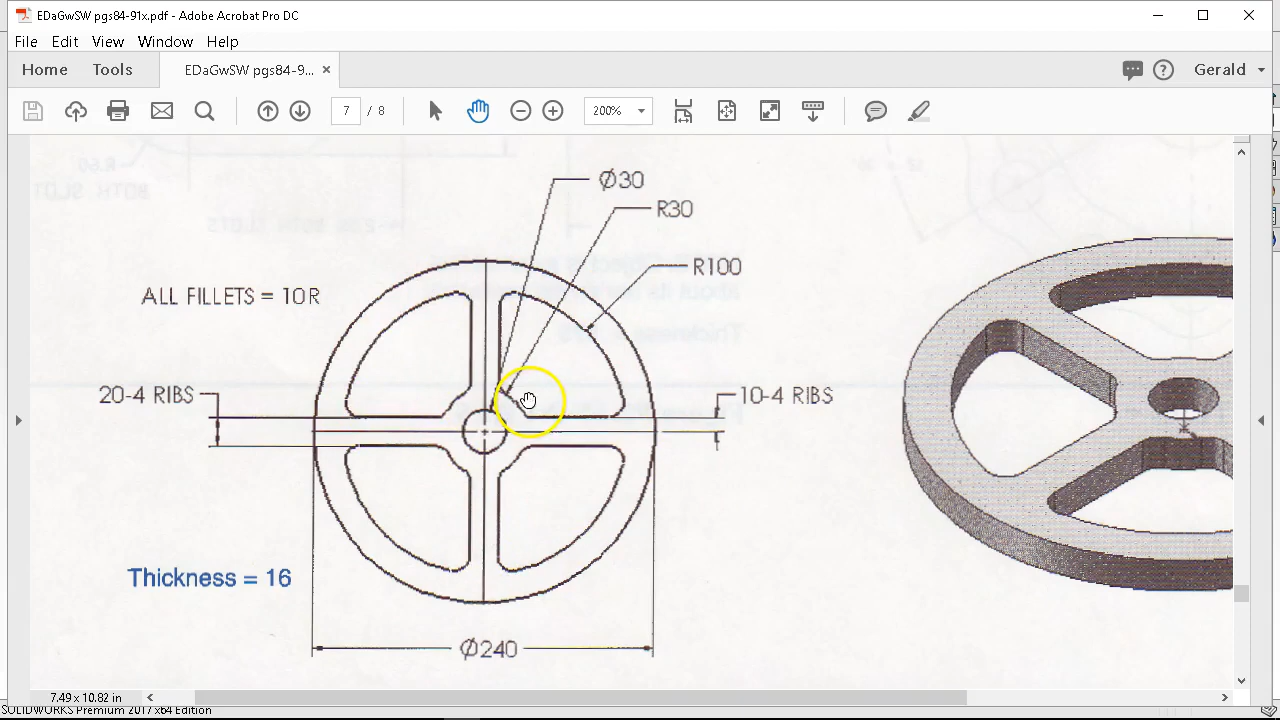 EDaGwSW pgs84-91x.pdf - Adobe Acrobat Pro DC
File Edit View Window Help
Home Tools EDaGwSW pgs84-9... × Gerald
7 / 8 200%
Ø30
R30
R100
ALL FILLETS = 10R
20-4 RIBS
10-4 RIBS
Thickness = 16
Ø240
7.49 x 10.82 in
SOLIDWORKS Premium 2017 x64 Edition